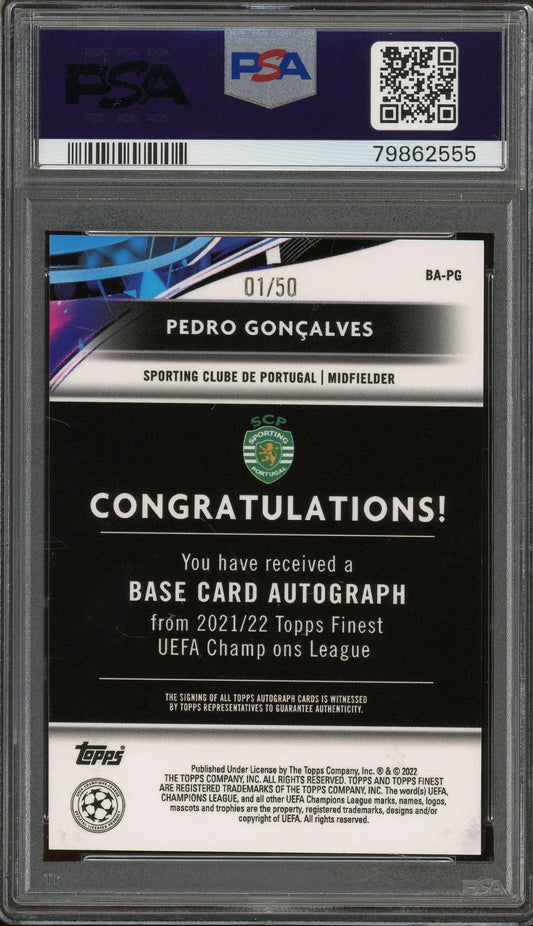 PSA
PSA
79862555
BA-PG
01/50
PEDRO GONÇALVES
SPORTING CLUBE DE PORTUGAL | MIDFIELDER
SCP
SPORTING
PORTUGAL
CONGRATULATIONS!
You have received a
BASE CARD AUTOGRAPH
from 2021/22 Topps Finest
UEFA Champ ons League
THE SIGNING OF ALL TOPPS AUTOGRAPH CARDS IS WITNESSED
BY TOPPS REPRESENTATIVES TO GUARANTEE AUTHENTICITY.
topps
Published Under License by The Topps Company, Inc. ® & © 2022
THE TOPPS COMPANY, INC. ALL RIGHTS RESERVED. TOPPS AND TOPPS FINEST
ARE REGISTERED TRADEMARKS OF THE TOPPS COMPANY, INC. The word(s) UEFA,
CHAMPIONS LEAGUE, and all other UEFA Champions League marks, names, logos,
mascots and trophies are the property, registered trademarks, designs and/or
copyright of UEFA. All rights reserved.
PSA